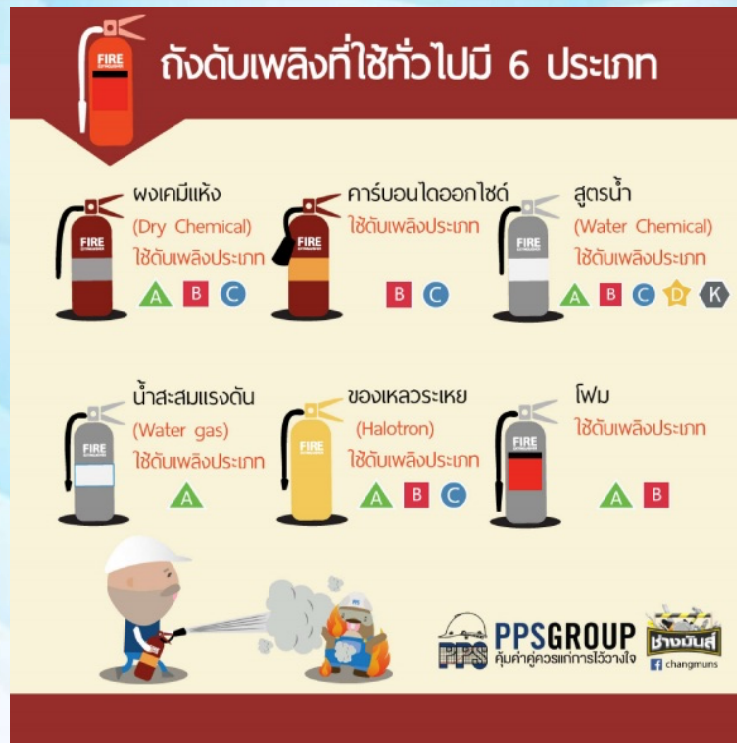 FIRE
ถังดับเพลิงที่ใช้ทั่วไปมี 6 ประเภท
FIRE
ผงเคมีแห้ง
(Dry Chemical)
ใช้ดับเพลิงประเภท
A B C
FIRE
คาร์บอนไดออกไซด์
ใช้ดับเพลิงประเภท
B C
FIRE
สูตรน้ำ
(Water Chemical)
ใช้ดับเพลิงประเภท
A B C D K
FIRE
น้ำสะสมแรงดัน
(Water gas)
ใช้ดับเพลิงประเภท
A
FIRE
ของเหลวระเหย
(Halotron)
ใช้ดับเพลิงประเภท
A B C
FIRE
โฟม
ใช้ดับเพลิงประเภท
A B
PPS
PPSGROUP
คุ้มค่าคู่ควรแก่การไว้วางใจ
ช่างมันส์
f changmuns